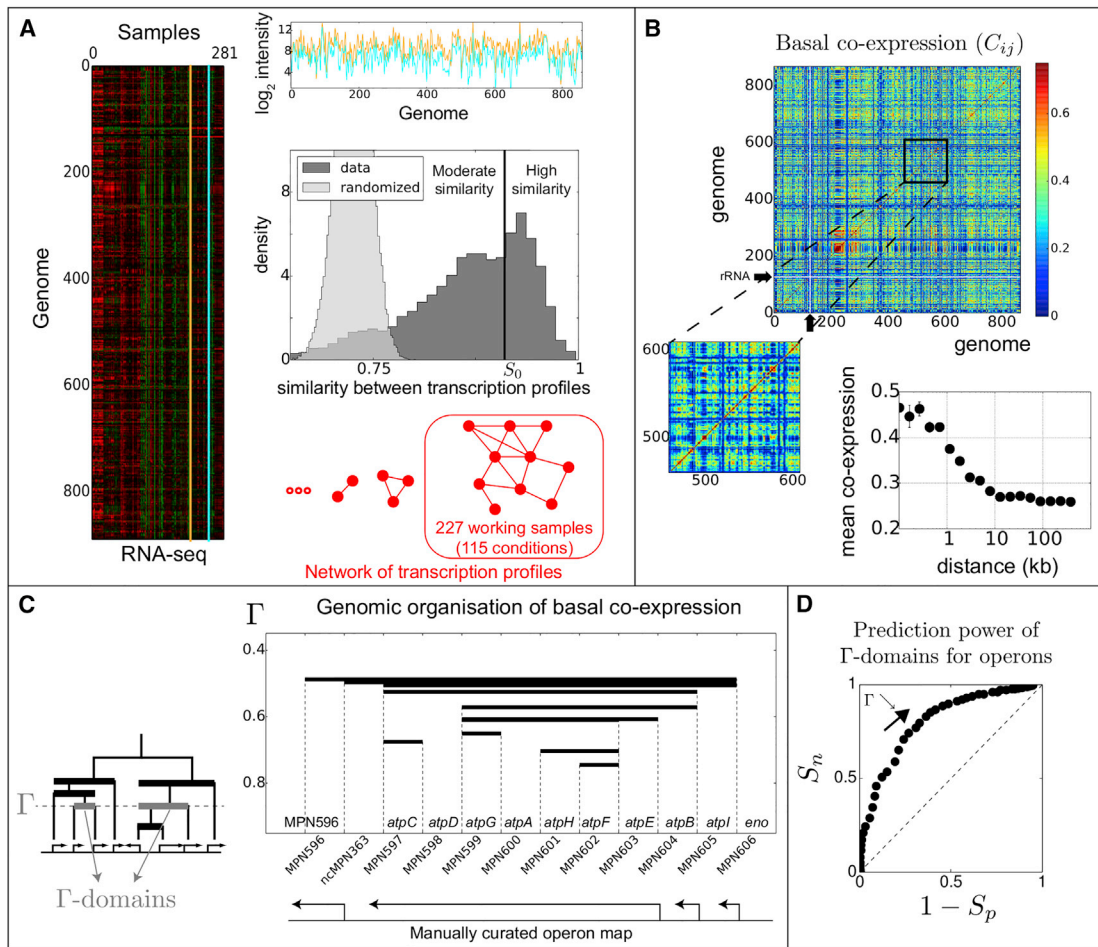 A
Samples
0
281
0
200
400
600
800
Genome
RNA-seq
log2 intensity
12
8
4
0
200
400
600
800
Genome
data
randomized
Moderate similarity
High similarity
density
8
4
0
0.75
S0
1
similarity between transcription profiles
227 working samples
(115 conditions)
Network of transcription profiles
B
Basal co-expression (Cij)
800
600
400
200
0
genome
rRNA
0
200
400
600
800
genome
0.6
0.4
0.2
0
600
500
500
600
mean co-expression
0.5
0.4
0.3
0.2
1
10
100
distance (kb)
C
Γ
Γ-domains
Genomic organisation of basal co-expression
Γ
0.4
0.6
0.8
MPN596
atpC
atpD
atpG
atpA
atpH
atpF
atpE
atpB
atpI
eno
MPN596
ncMPN363
MPN597
MPN598
MPN599
MPN600
MPN601
MPN602
MPN603
MPN604
MPN605
MPN606
Manually curated operon map
D
Prediction power of
Γ-domains for operons
Γ
Sn
1
0.5
0
0
0.5
1
1 − Sp